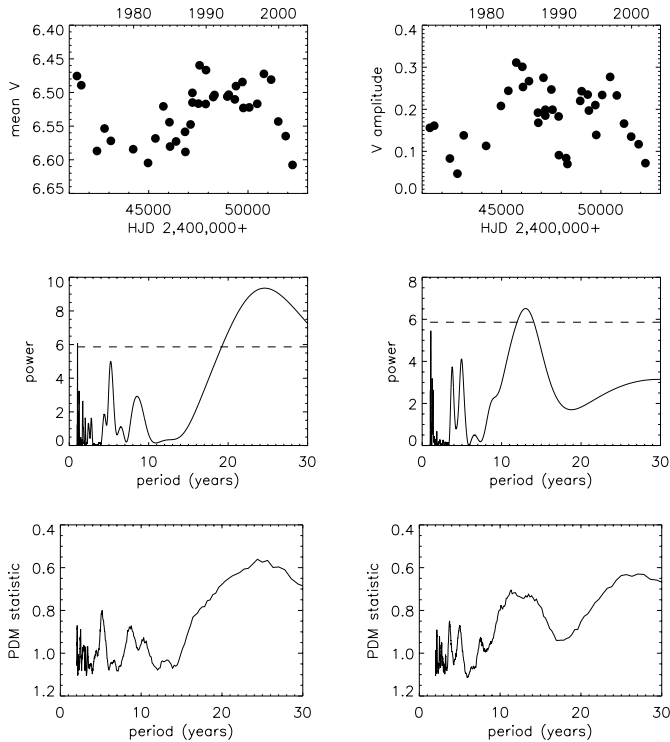 1980 1990 2000
6.40
6.45
6.50
6.55
6.60
6.65
mean V
45000 50000
HJD 2,400,000+
1980 1990 2000
0.4
0.3
0.2
0.1
0.0
V amplitude
45000 50000
HJD 2,400,000+
10
8
6
4
2
0
power
0 10 20 30
period (years)
8
6
4
2
0
power
0 10 20 30
period (years)
0.4
0.6
0.8
1.0
1.2
PDM statistic
0 10 20 30
period (years)
0.4
0.6
0.8
1.0
1.2
PDM statistic
0 10 20 30
period (years)